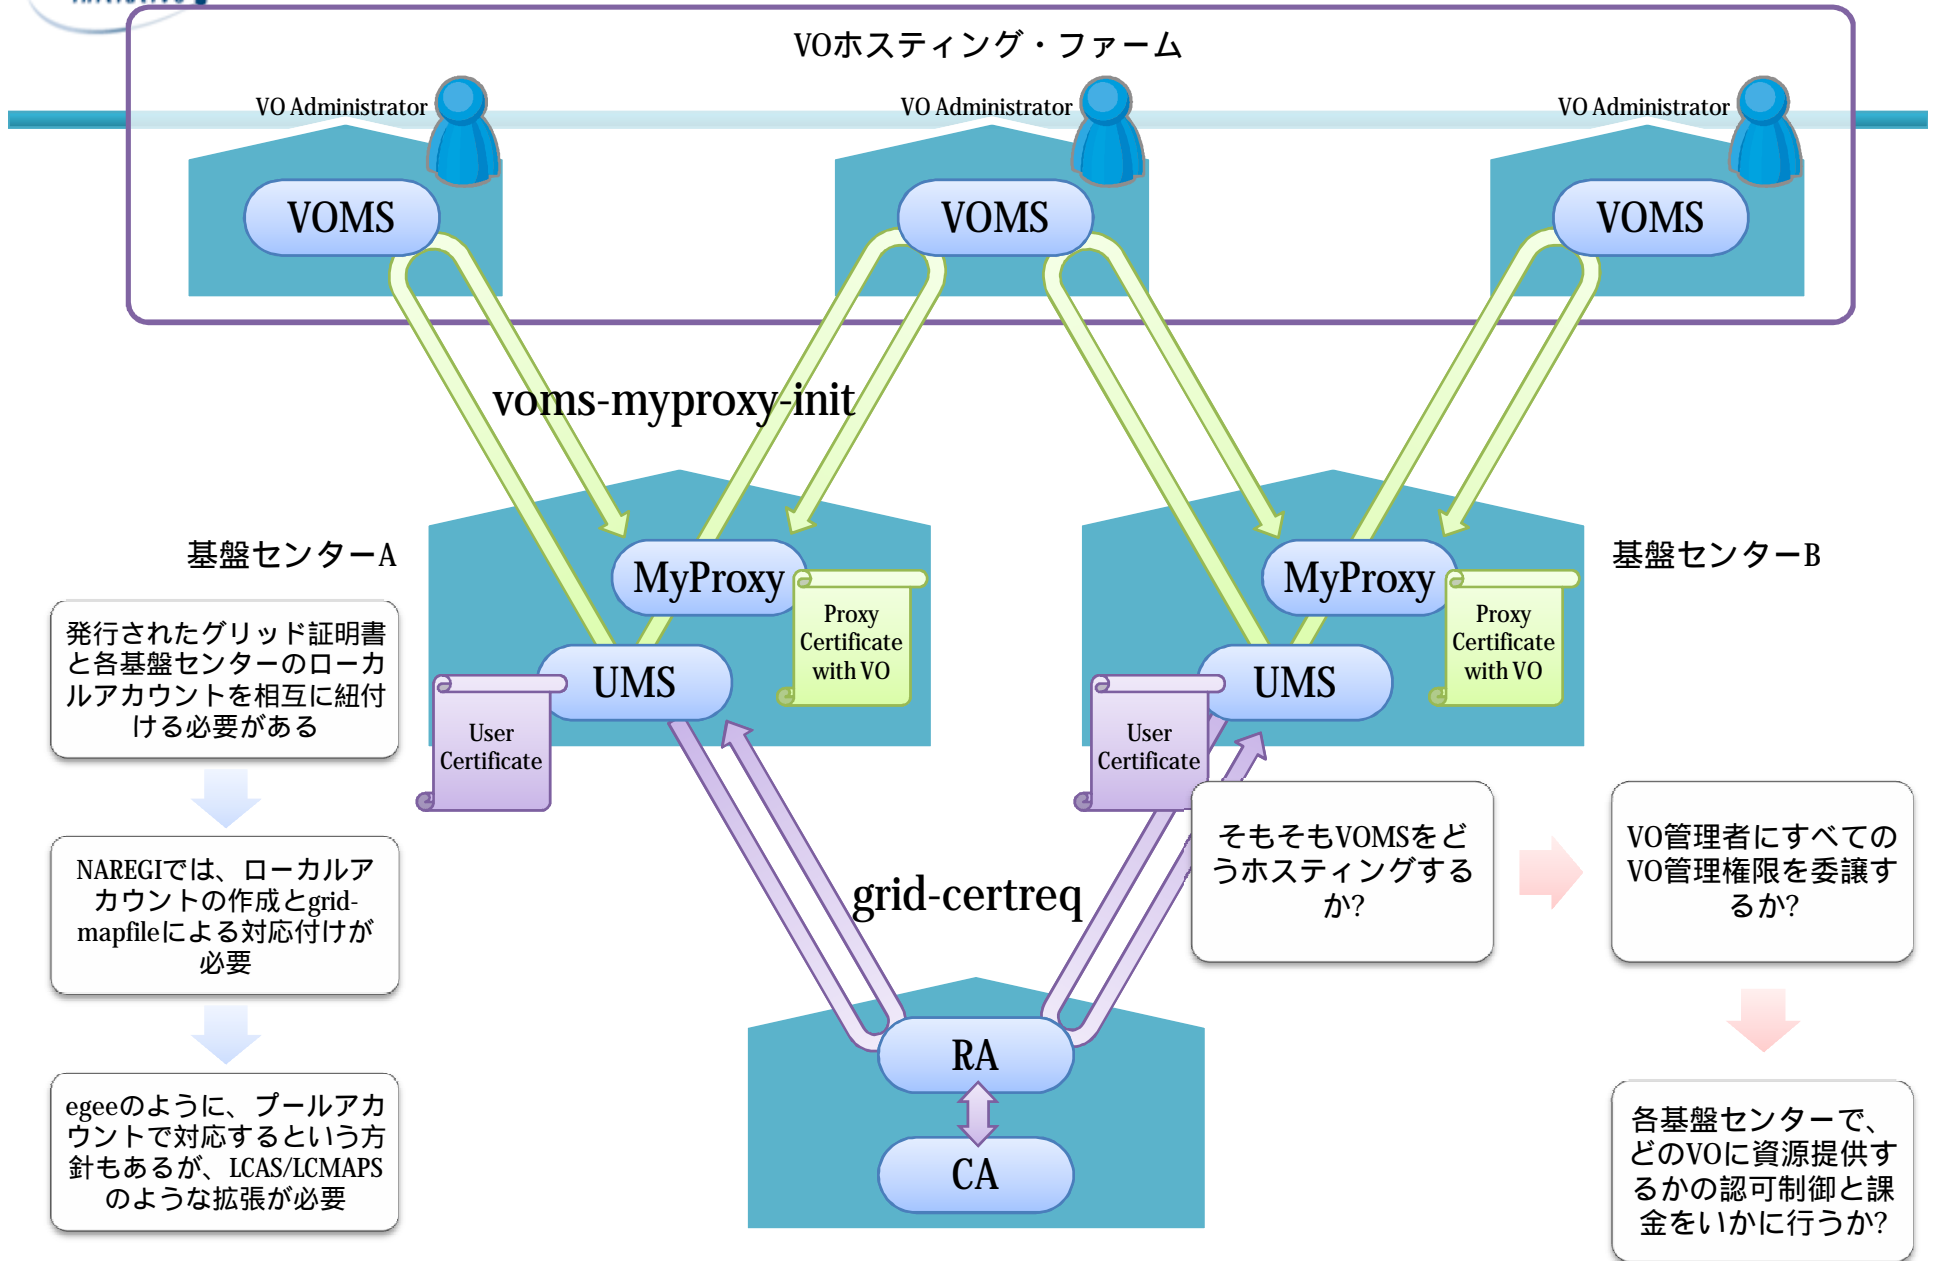 VOホスティング・ファーム
VO Administrator
VO Administrator
VO Administrator
VOMS
VOMS
VOMS
voms-myproxy-init
基盤センターA
基盤センターB
MyProxy
Proxy
Certificate
with VO
UMS
User
Certificate
MyProxy
Proxy
Certificate
with VO
UMS
User
Certificate
発行されたグリッド証明書
と各基盤センターのローカ
ルアカウントを相互に紐付
ける必要がある
NAREGIでは、ローカルア
カウントの作成とgrid-
mapfileによる対応付けが
必要
egeeのように、プールアカ
ウントで対応するという方
針もあるが、LCAS/LCMAPS
のような拡張が必要
grid-certreq
RA
CA
そもそもVOMSをど
うホスティングする
か?
VO管理者にすべての
VO管理権限を委譲す
るか?
各基盤センターで、
どのVOに資源提供す
るかの認可制御と課
金をいかに行うか?